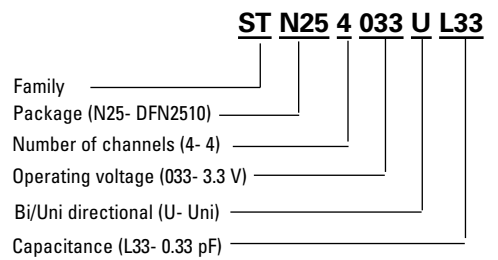 ST N25 4 033 U L33
Family
Package (N25- DFN2510)
Number of channels (4- 4)
Operating voltage (033- 3.3 V)
Bi/Uni directional (U- Uni)
Capacitance (L33- 0.33 pF)